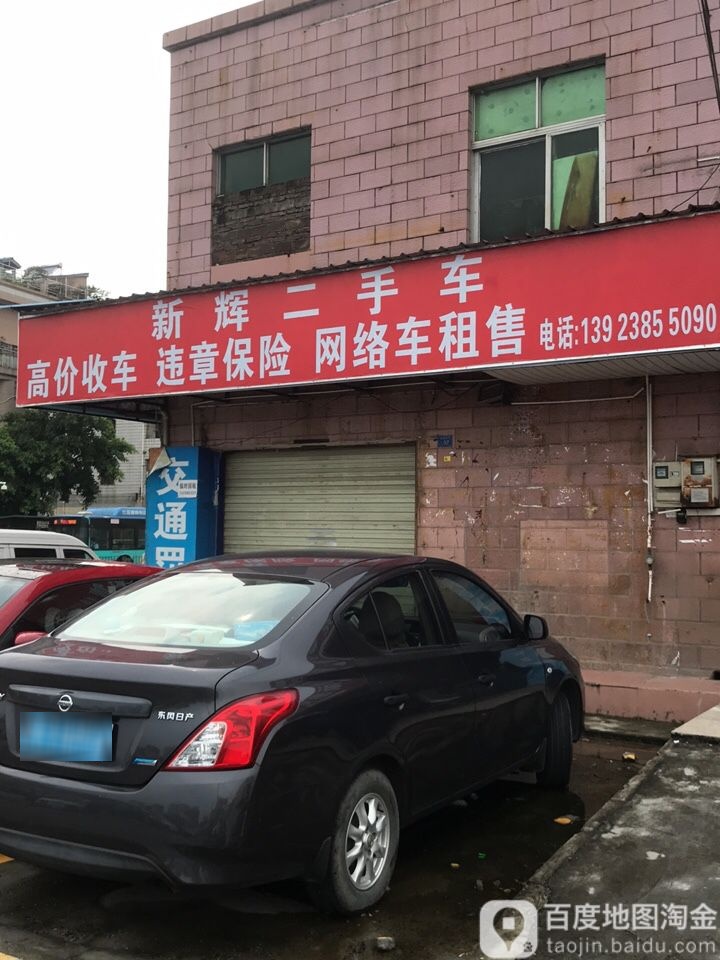 新辉二手车
高价收车 违章保险 网络车租售 电话:139 2385 5090
交通罚
东风日产
百度地图淘金
taojin.baidu.com